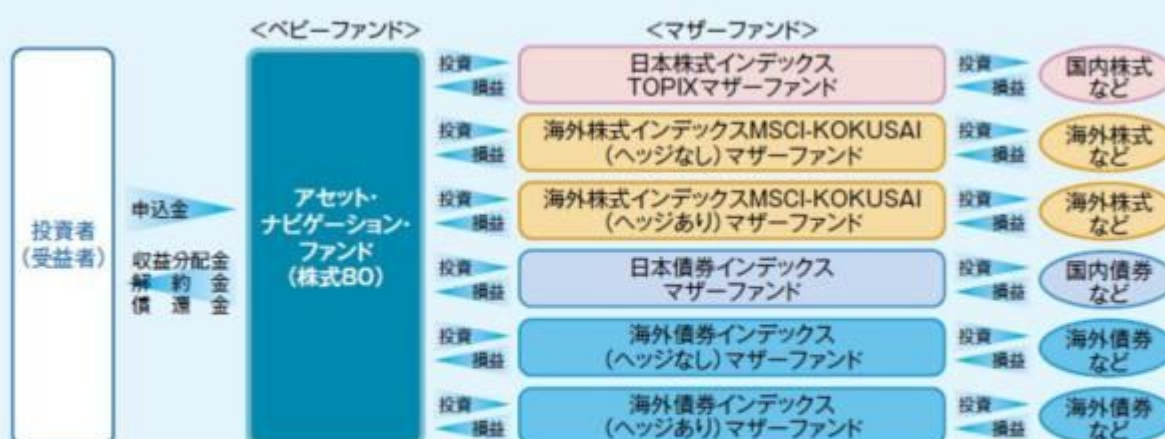 <ベビーファンド>
<マザーファンド>
投資者
(受益者)
申込金
収益分配金
解約金
償還金
アセット・
ナビゲーション・
ファンド
(株式80)
投資
損益
日本株式インデックス
TOPIXマザーファンド
投資
損益
国内株式
など
投資
損益
海外株式インデックスMSCI-KOKUSAI
(ヘッジなし)マザーファンド
投資
損益
海外株式
など
投資
損益
海外株式インデックスMSCI-KOKUSAI
(ヘッジあり)マザーファンド
投資
損益
海外株式
など
投資
損益
日本債券インデックス
マザーファンド
投資
損益
国内債券
など
投資
損益
海外債券インデックス
(ヘッジなし)マザーファンド
投資
損益
海外債券
など
投資
損益
海外債券インデックス
(ヘッジあり)マザーファンド
投資
損益
海外債券
など